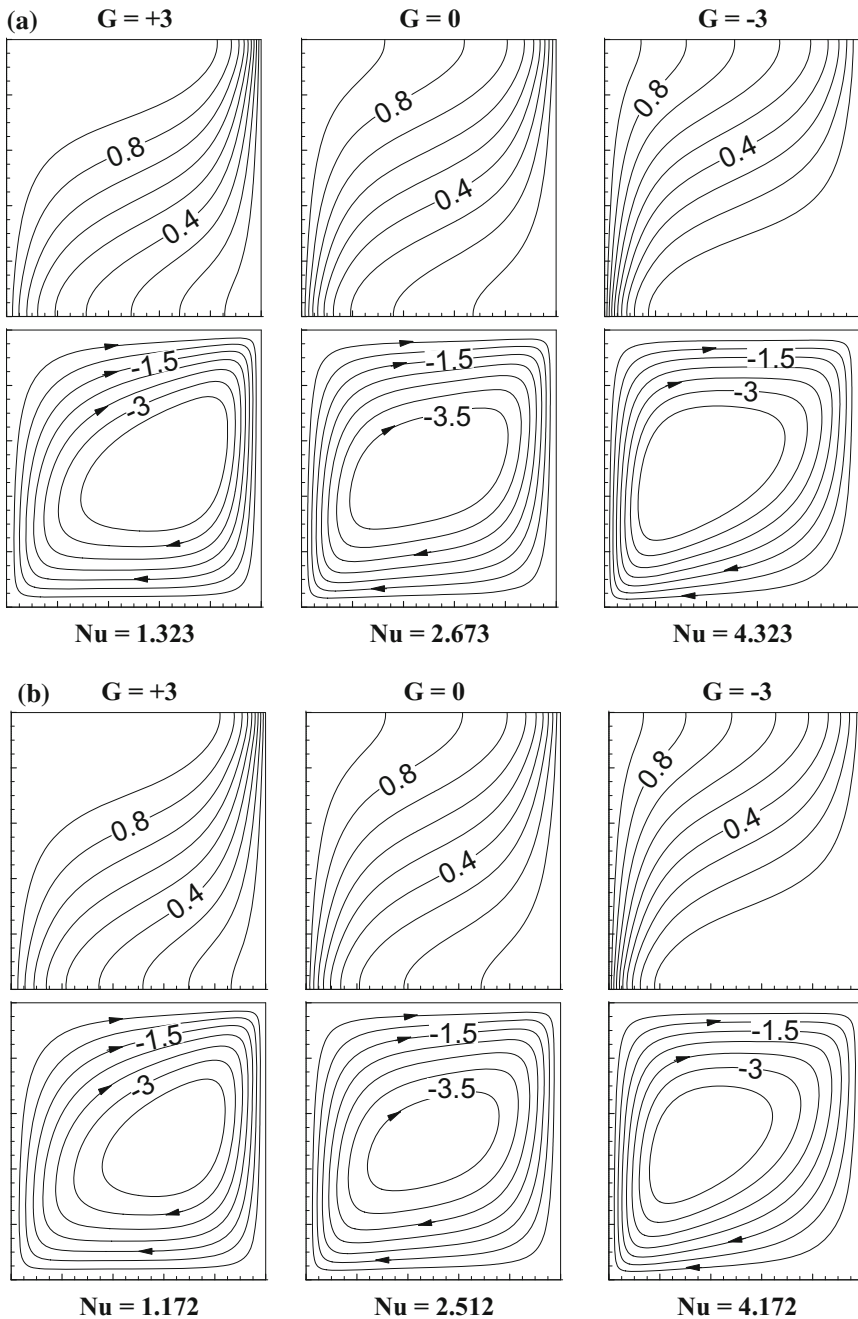 (a) G = +3 G = 0 G = -3
0.8 0.8 0.8
0.4 0.4 0.4
-1.5 -1.5 -1.5
-3 -3.5 -3
Nu = 1.323 Nu = 2.673 Nu = 4.323
(b) G = +3 G = 0 G = -3
0.8 0.8 0.8
0.4 0.4 0.4
-1.5 -1.5 -1.5
-3 -3.5 -3
Nu = 1.172 Nu = 2.512 Nu = 4.172